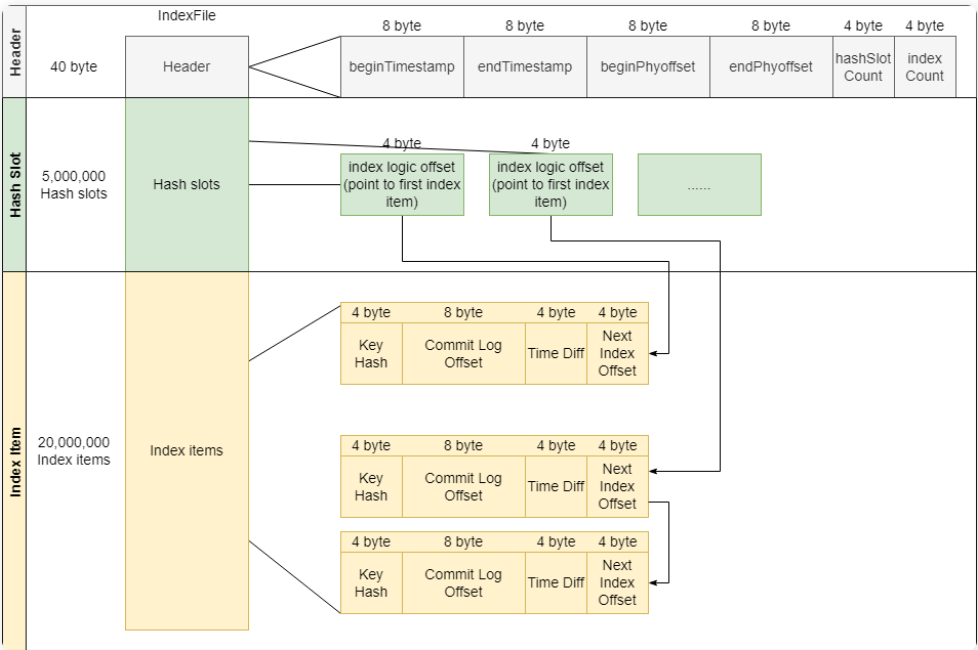 IndexFile
Header
40 byte
Header
8 byte
8 byte
8 byte
8 byte
4 byte
4 byte
beginTimestamp
endTimestamp
beginPhyoffset
endPhyoffset
hashSlot
Count
index
Count
Hash Slot
5,000,000
Hash slots
Hash slots
4 byte
index logic offset
(point to first index
item)
4 byte
index logic offset
(point to first index
item)
......
Index Item
20,000,000
Index items
Index items
4 byte
8 byte
4 byte
4 byte
Key
Hash
Commit Log
Offset
Time Diff
Next
Index
Offset
4 byte
8 byte
4 byte
4 byte
Key
Hash
Commit Log
Offset
Time Diff
Next
Index
Offset
4 byte
8 byte
4 byte
4 byte
Key
Hash
Commit Log
Offset
Time Diff
Next
Index
Offset